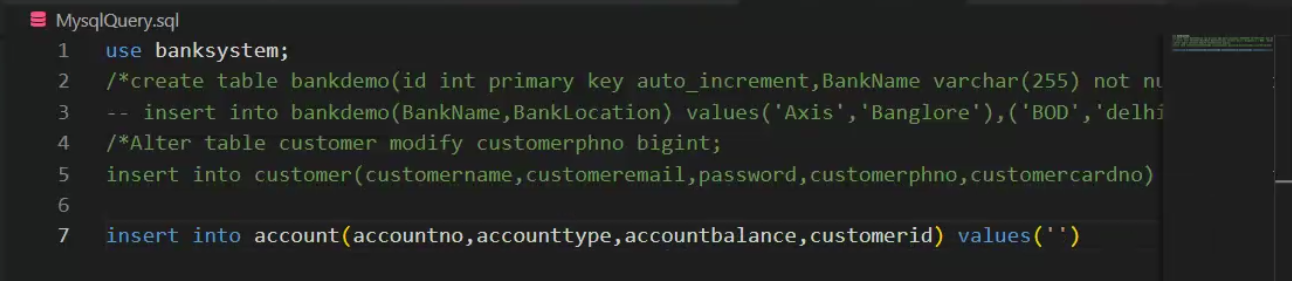 MysqlQuery.sql
1 use banksystem;
2 /*create table bankdemo(id int primary key auto_increment,BankName varchar(255) not nu
3 -- insert into bankdemo(BankName,BankLocation) values('Axis','Banglore'),('BOD','delhi
4 /*Alter table customer modify customerphno bigint;
5 insert into customer(customername,customeremail,password,customerphno,customercardno)
6
7 insert into account(accountno,accounttype,accountbalance,customerid) values('')